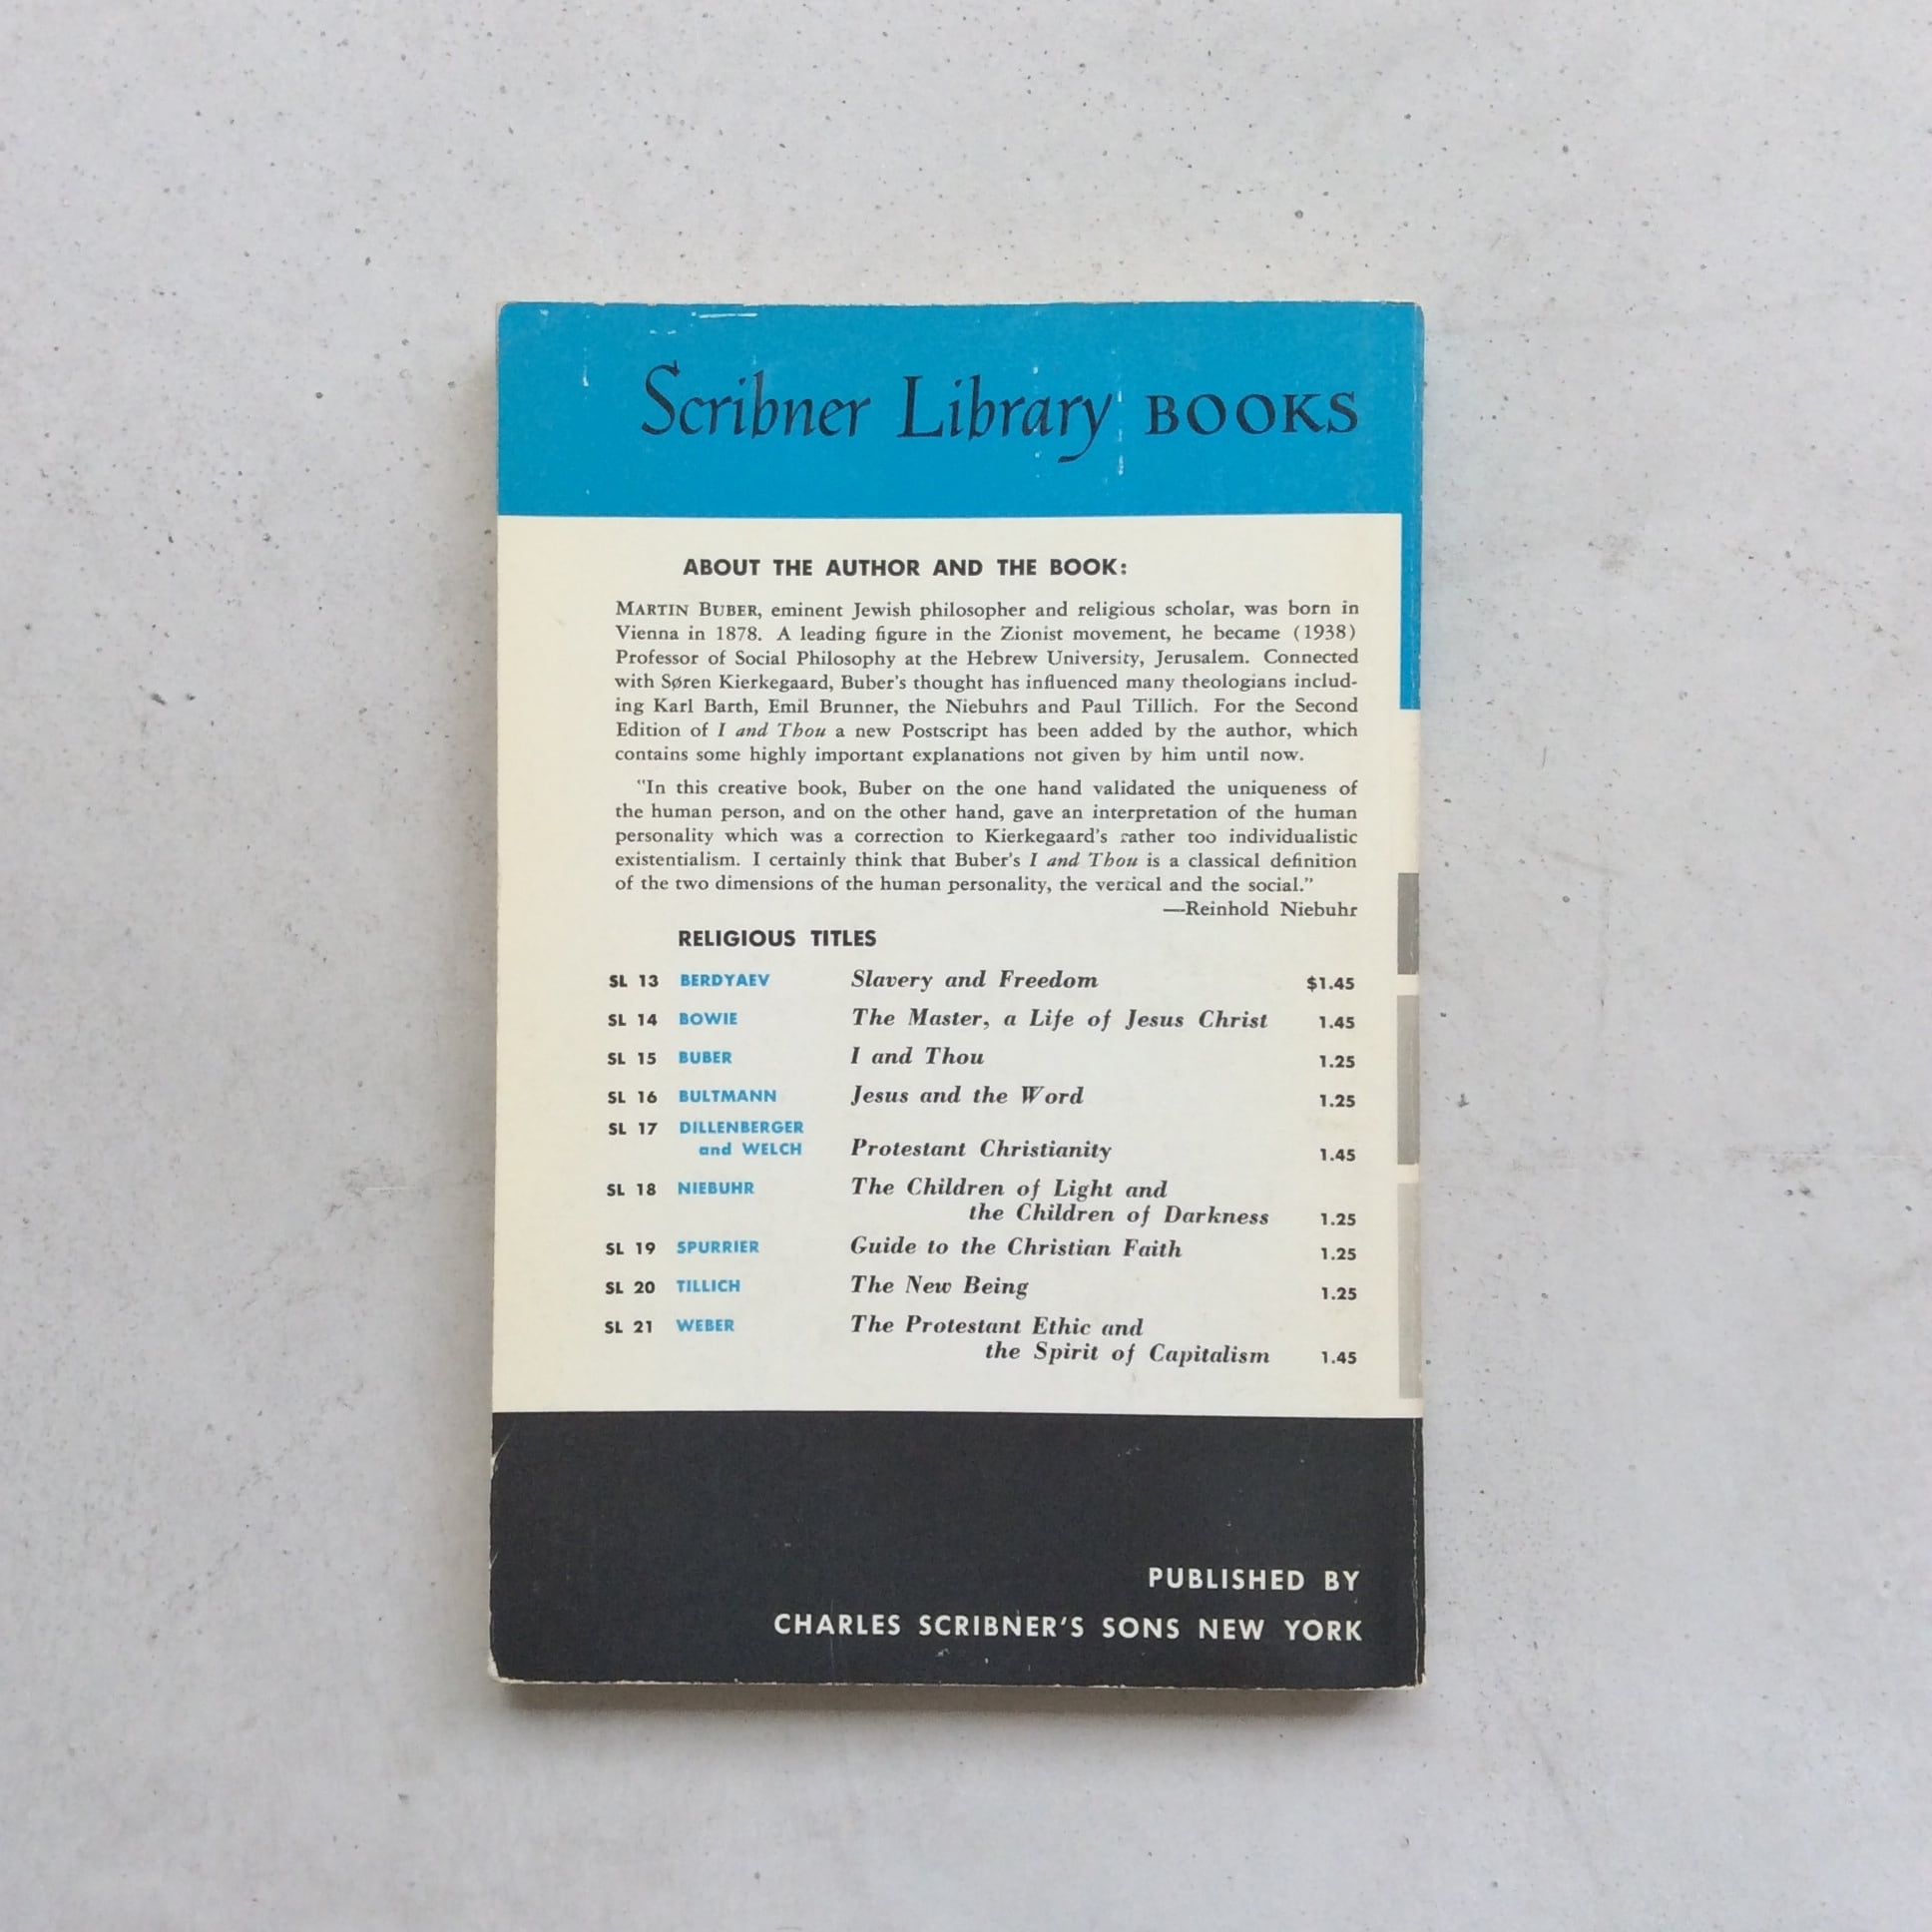 Scribner Library BOOKS
ABOUT THE AUTHOR AND THE BOOK:
MARTIN BUBER, eminent Jewish philosopher and religious scholar, was born in
Vienna in 1878. A leading figure in the Zionist movement, he became (1938)
Professor of Social Philosophy at the Hebrew University, Jerusalem. Connected
with Søren Kierkegaard, Buber's thought has influenced many theologians includ-
ing Karl Barth, Emil Brunner, the Niebuhrs and Paul Tillich. For the Second
Edition of I and Thou a new Postscript has been added by the author, which
contains some highly important explanations not given by him until now.
"In this creative book, Buber on the one hand validated the uniqueness of
the human person, and on the other hand, gave an interpretation of the human
personality which was a correction to Kierkegaard's rather too individualistic
existentialism. I certainly think that Buber's I and Thou is a classical definition
of the two dimensions of the human personality, the vertical and the social."
—Reinhold Niebuhr
RELIGIOUS TITLES
SL 13 BERDYAEV Slavery and Freedom $1.45
SL 14 BOWIE The Master, a Life of Jesus Christ 1.45
SL 15 BUBER I and Thou 1.25
SL 16 BULTMANN Jesus and the Word 1.25
SL 17 DILLENBERGER
and WELCH Protestant Christianity 1.45
SL 18 NIEBUHR The Children of Light and
the Children of Darkness 1.25
SL 19 SPURRIER Guide to the Christian Faith 1.25
SL 20 TILLICH The New Being 1.25
SL 21 WEBER The Protestant Ethic and
the Spirit of Capitalism 1.45
PUBLISHED BY
CHARLES SCRIBNER'S SONS NEW YORK